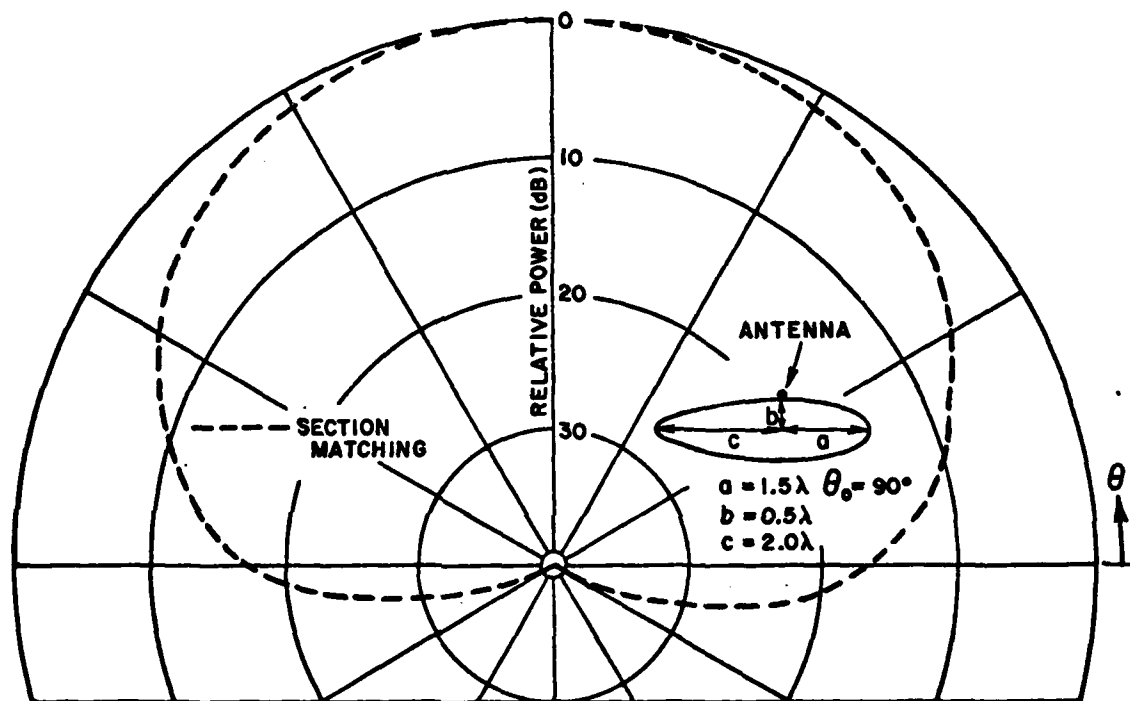 0
10
RELATIVE POWER (dB)
20
ANTENNA
b
30
SECTION
MATCHING
c
a
a = 1.5λ θ₀ = 90°
b = 0.5λ
c = 2.0λ
θ